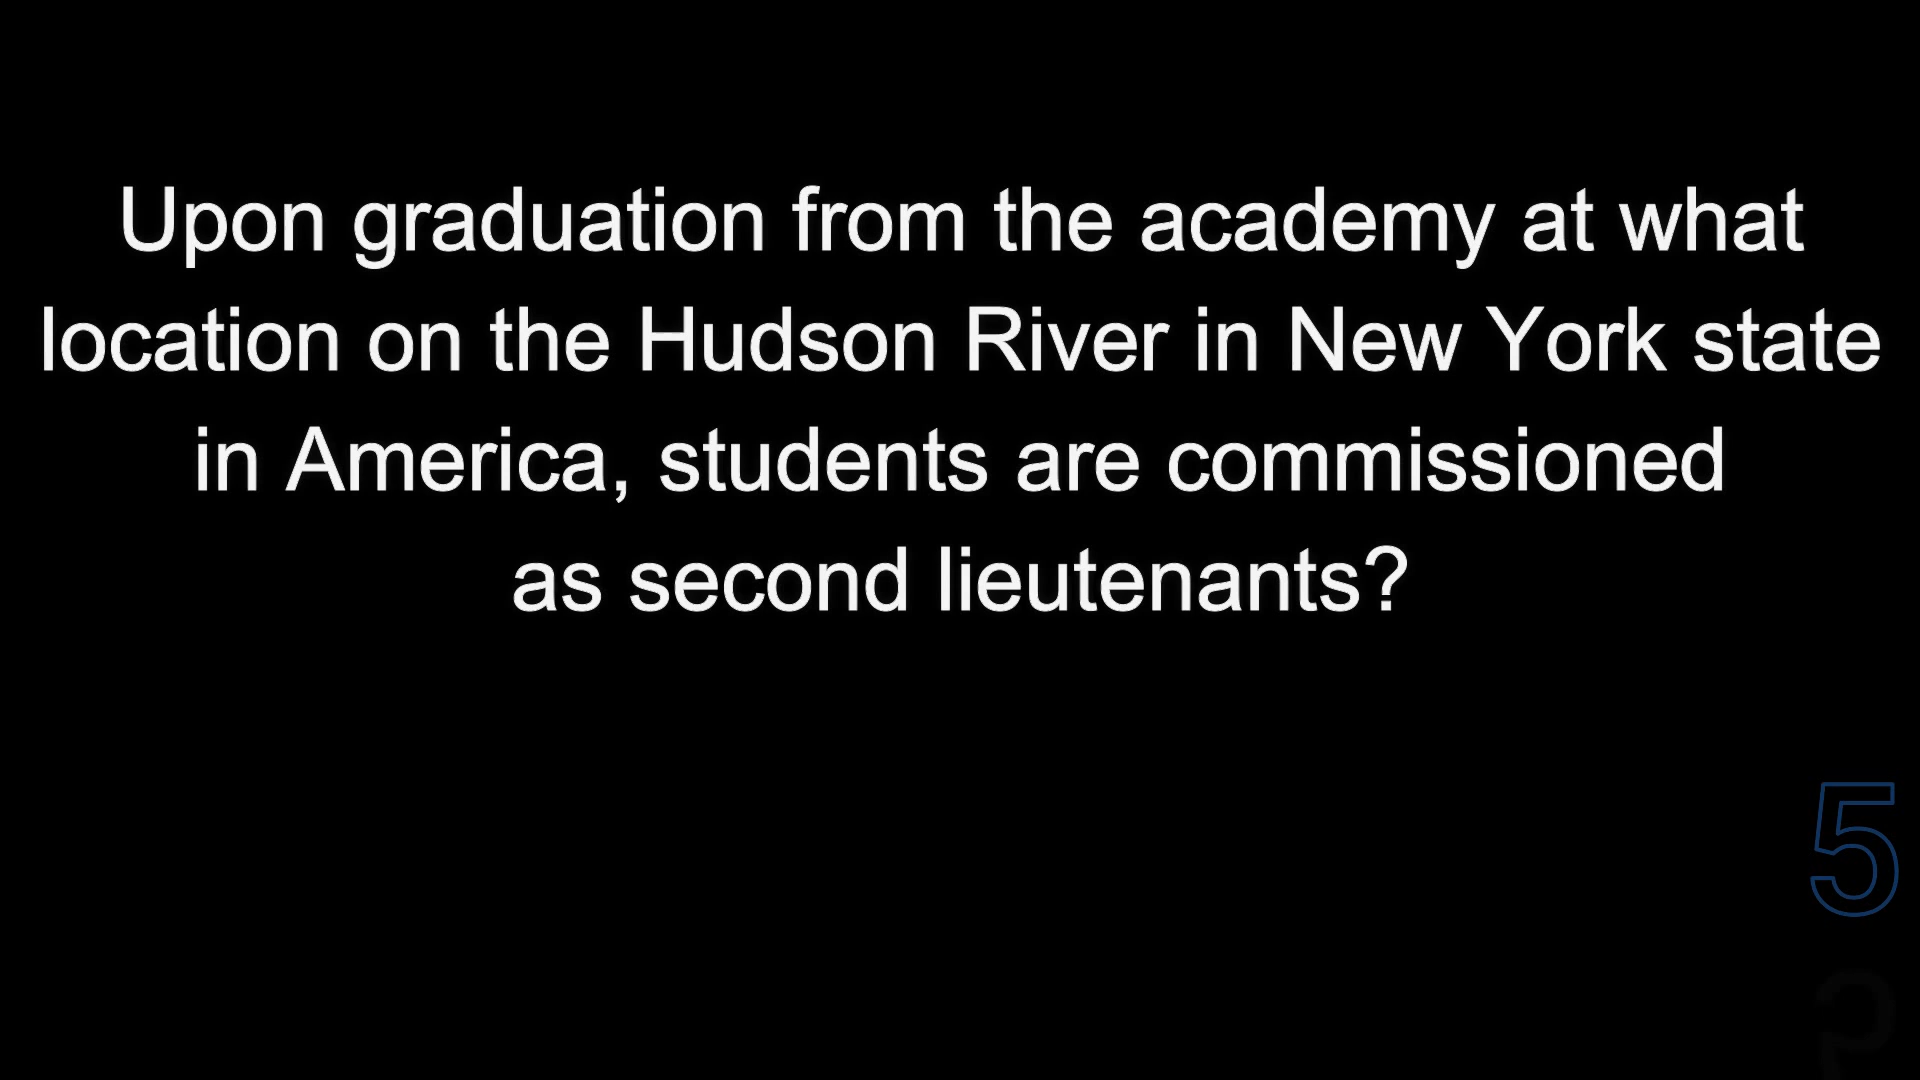 Upon graduation from the academy at what
location on the Hudson River in New York state
in America, students are commissioned
as second lieutenants?
5